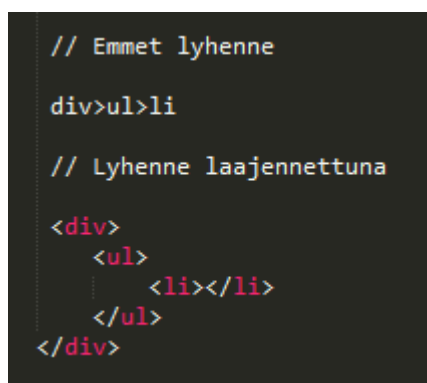 // Emmet lyhenne
div>ul>li
// Lyhenne laajennettuna
<div>
<ul>
<li></li>
</ul>
</div>